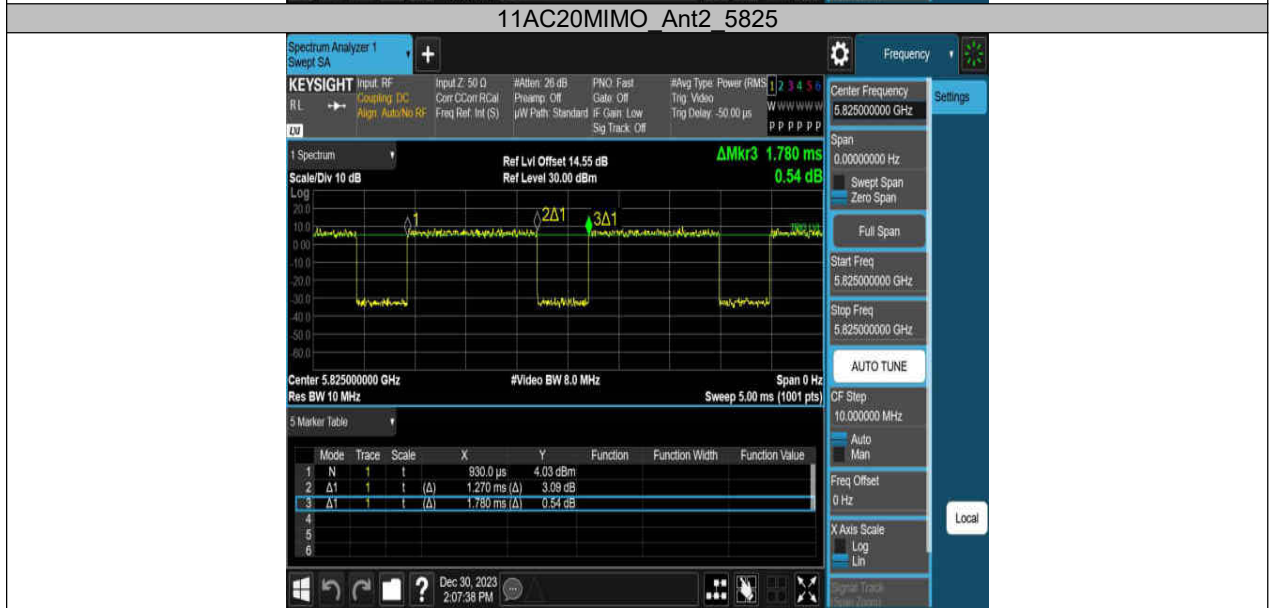 11AC20MIMO_Ant2_5825
Spectrum Analyzer 1
Swept SA
+
Frequency
KEYSIGHT Input: RF Input Z: 50 Ω #Atten: 26 dB PNO: Fast #Avg Type: Power (RMS 1 2 3 4 5 6
RL Coupling: DC Corr CCorr RCal Preamp: Off Gate: Off Trig: Video W W W W W W
Align: Auto/No RF Freq Ref: Int (S) µW Path: Standard IF Gain: Low Trig Delay: -50.00 µs
Sig Track: Off P P P P P P
LXI
1 Spectrum
Ref Lvl Offset 14.55 dB
ΔMkr3 1.780 ms
Scale/Div 10 dB
Ref Level 30.00 dBm
0.54 dB
Log
20.0
10.0
0.00
-10.0
-20.0
-30.0
-40.0
-50.0
-60.0
1
2Δ1
3Δ1
Center 5.825000000 GHz
#Video BW 8.0 MHz
Span 0 Hz
Res BW 10 MHz
Sweep 5.00 ms (1001 pts)
5 Marker Table
Mode Trace Scale X Y Function Function Width Function Value
1 N 1 t 930.0 µs 4.03 dBm
2 Δ1 1 t (Δ) 1.270 ms (Δ) 3.09 dB
3 Δ1 1 t (Δ) 1.780 ms (Δ) 0.54 dB
4
5
6
Dec 30, 2023
2:07:38 PM
?
Center Frequency
5.825000000 GHz
Settings
Span
0.00000000 Hz
Swept Span
Zero Span
Full Span
Start Freq
5.825000000 GHz
Stop Freq
5.825000000 GHz
AUTO TUNE
CF Step
10.000000 MHz
Auto
Man
Freq Offset
0 Hz
X Axis Scale
Log
Lin
Local
Signal Track
(Span Zoom)